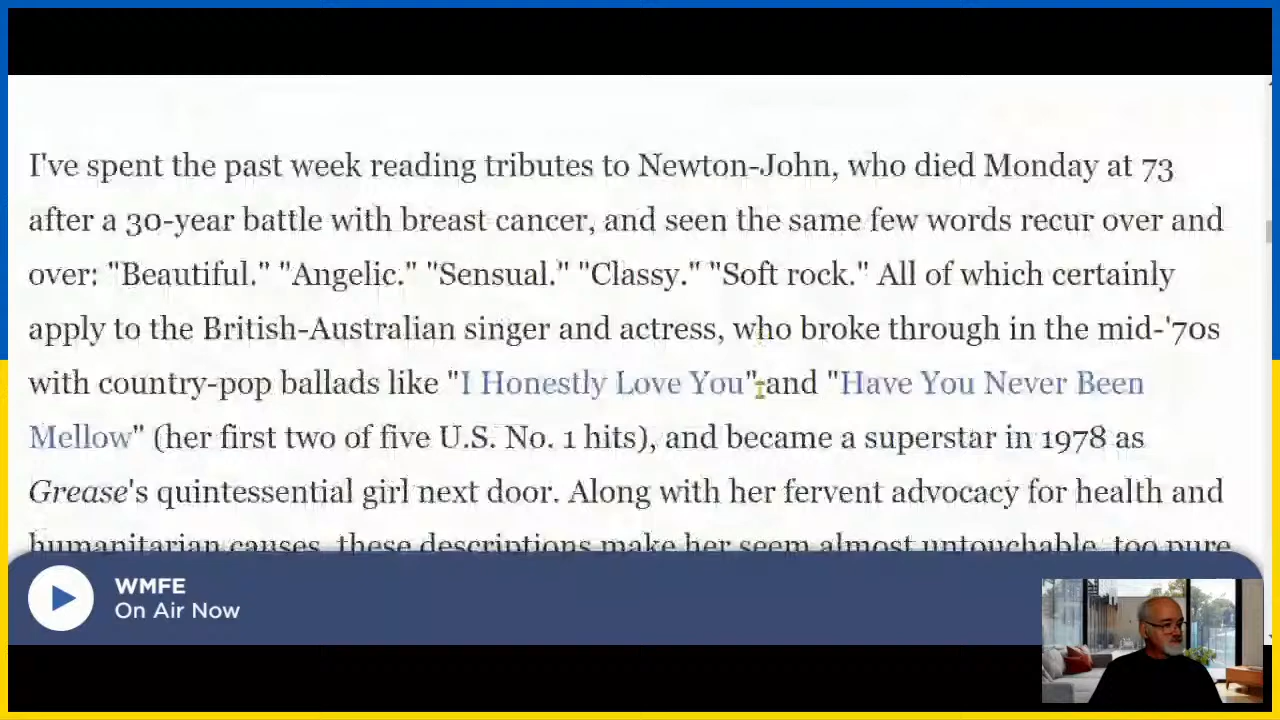 I've spent the past week reading tributes to Newton-John, who died Monday at 73
after a 30-year battle with breast cancer, and seen the same few words recur over and
over: "Beautiful." "Angelic." "Sensual." "Classy." "Soft rock." All of which certainly
apply to the British-Australian singer and actress, who broke through in the mid-'70s
with country-pop ballads like "I Honestly Love You" and "Have You Never Been
Mellow" (her first two of five U.S. No. 1 hits), and became a superstar in 1978 as
Grease's quintessential girl next door. Along with her fervent advocacy for health and
humanitarian causes, these descriptions make her seem almost untouchable, too pure
WMFE
On Air Now